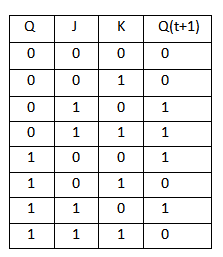 Q J K Q(t+1)
0 0 0 0
0 0 1 0
0 1 0 1
0 1 1 1
1 0 0 1
1 0 1 0
1 1 0 1
1 1 1 0